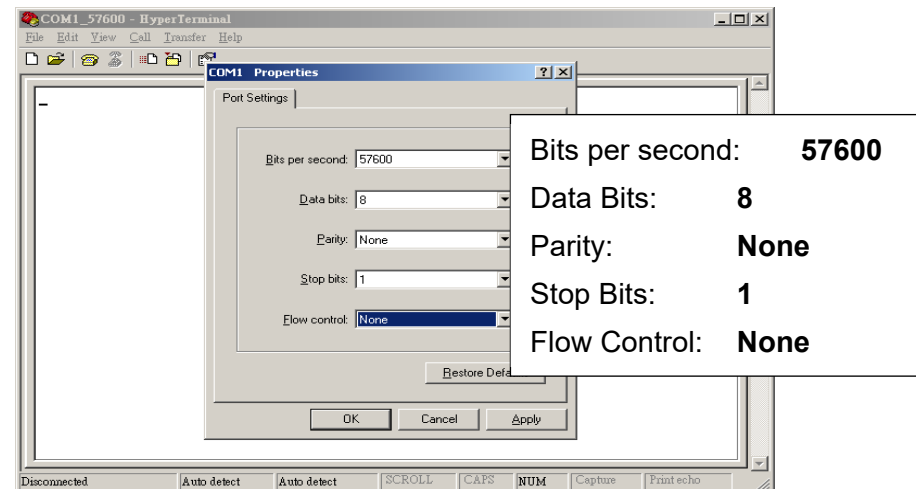 COM1_57600 - HyperTerminal
File Edit View Call Transfer Help
COM1 Properties
Port Settings
Bits per second: 57600
Data bits: 8
Parity: None
Stop bits: 1
Flow control: None
Restore Defa
OK Cancel Apply
Bits per second: 57600
Data Bits: 8
Parity: None
Stop Bits: 1
Flow Control: None
Disconnected Auto detect Auto detect SCROLL CAPS NUM Capture Print echo